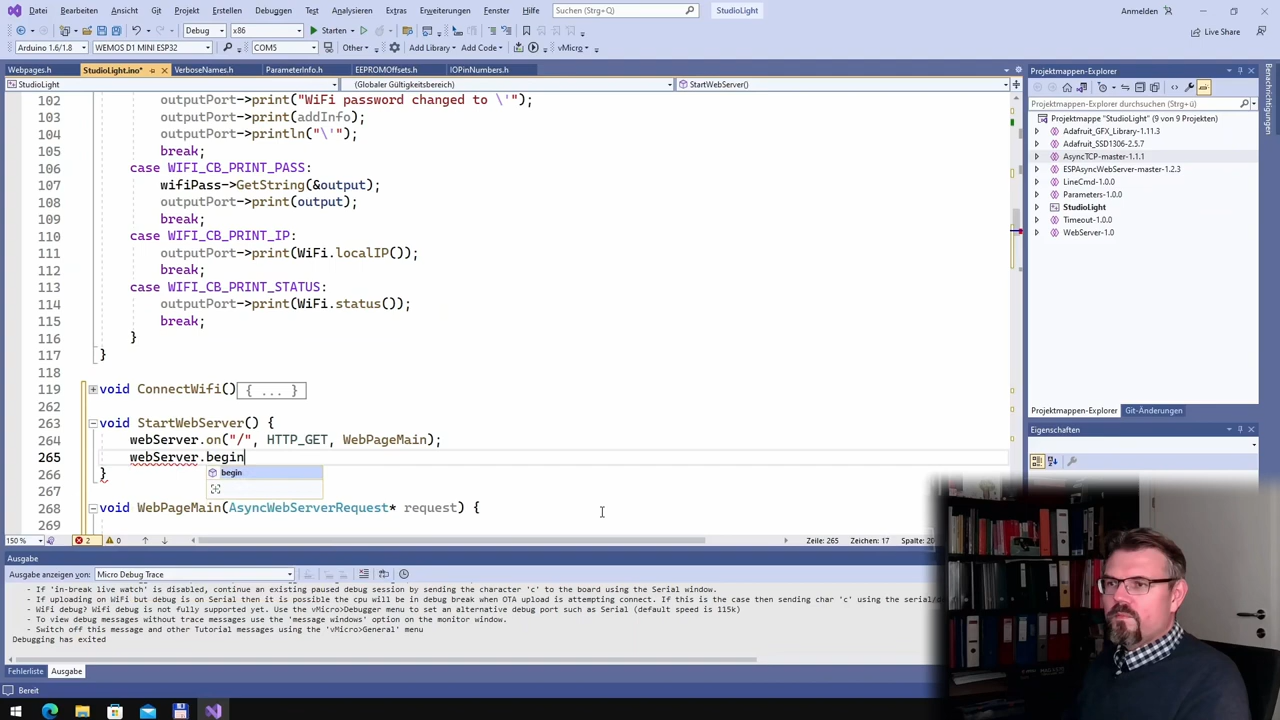 Datei Bearbeiten Ansicht Git Projekt Erstellen Debuggen Test Analysieren Extras Erweiterungen Fenster Hilfe Suchen (Strg+Q) StudioLight Anmelden
Debug x86 Starten Live Share
Arduino 1.6/1.8 WEMOS D1 MINI ESP32 COM5 Other Add Library Add Code vMicro
Webpages.h StudioLight.ino* VerboseNames.h ParameterInfo.h EEPROMOffsets.h IOPinNumbers.h
StudioLight (Globaler Gültigkeitsbereich) StartWebServer()
102 outputPort->print("WiFi password changed to \'");
103 outputPort->print(addInfo);
104 outputPort->println("\'");
105 break;
106 case WIFI_CB_PRINT_PASS:
107 wifiPass->GetString(&output);
108 outputPort->print(output);
109 break;
110 case WIFI_CB_PRINT_IP:
111 outputPort->print(WiFi.localIP());
112 break;
113 case WIFI_CB_PRINT_STATUS:
114 outputPort->print(WiFi.status());
115 break;
116 }
117 }
118
119 void ConnectWifi() { ... }
262
263 void StartWebServer() {
264 webServer.on("/", HTTP_GET, WebPageMain);
265 webServer.begin
266 }
begin
267
268 void WebPageMain(AsyncWebServerRequest* request) {
269
150 % 2 0 Zeile: 265 Zeichen: 17
Ausgabe
Ausgabe anzeigen von: Micro Debug Trace
- If 'in-break live watch' is disabled, continue an existing paused debug session by sending the character 'c' to the board using the Serial window.
- If uploading on WiFi but debug is on Serial then it is possible the cpu will be in debug break when OTA upload is attempting connect. If this is the case then sending char 'c' using the
- WiFi debug? Wifi debug is not fully supported yet. Use the vMicro>Debugger menu to set an alternative debug port such as Serial (default speed is 115k)
- To view debug messages without trace messages use the 'message windows' option on the monitor window.
- Switch off this message and other Tutorial messages using the 'vMicro>General' menu
Debugging has exited
Fehlerliste Ausgabe
Bereit
Projektmappen-Explorer
Projektmappen-Explorer durchsuchen (Strg+ü)
Projektmappe "StudioLight" (9 von 9 Projekten)
Adafruit_GFX_Library-1.11.3
Adafruit_SSD1306-2.5.7
AsyncTCP-master-1.1.1
ESPAsyncWebServer-master-1.2.3
LineCmd-1.0.0
Parameters-1.0.0
StudioLight
Timeout-1.0.0
WebServer-1.0
Projektmappen-Explorer Git-Änderungen
Eigenschaften
Benachrichtigungen